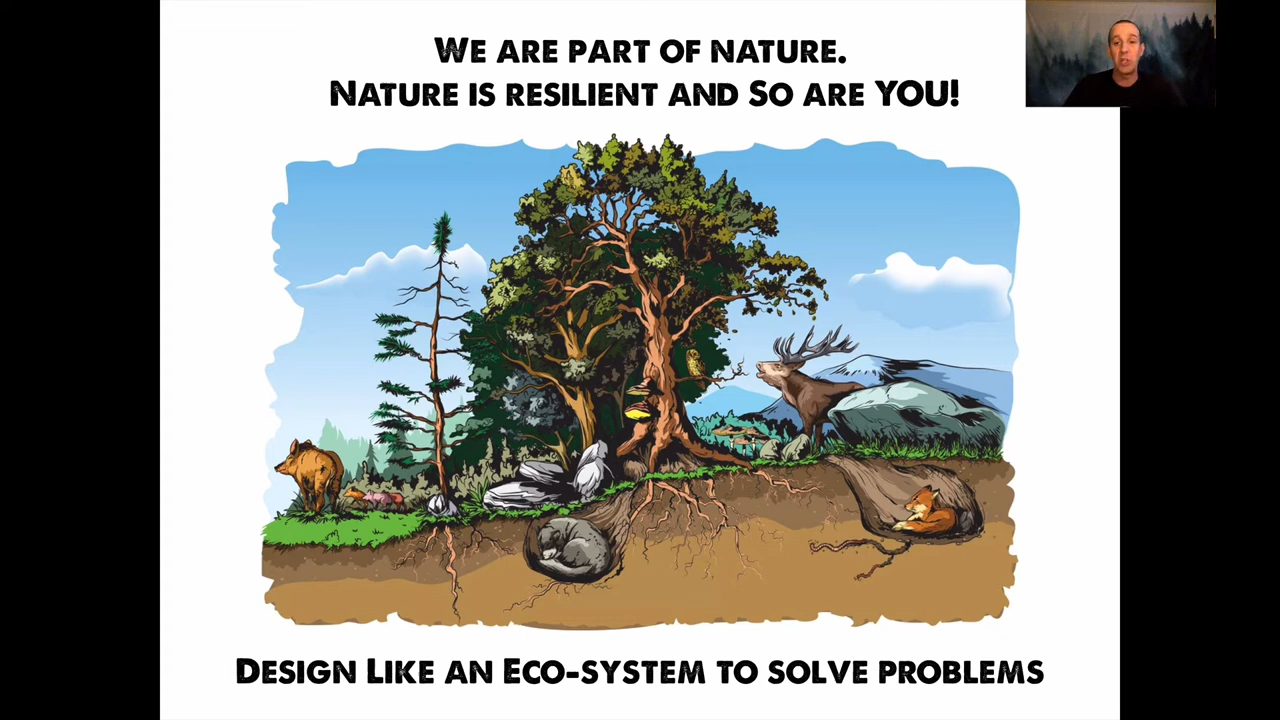 We are part of nature.
Nature is resilient and So are YOU!
Design Like an Eco-system to solve problems